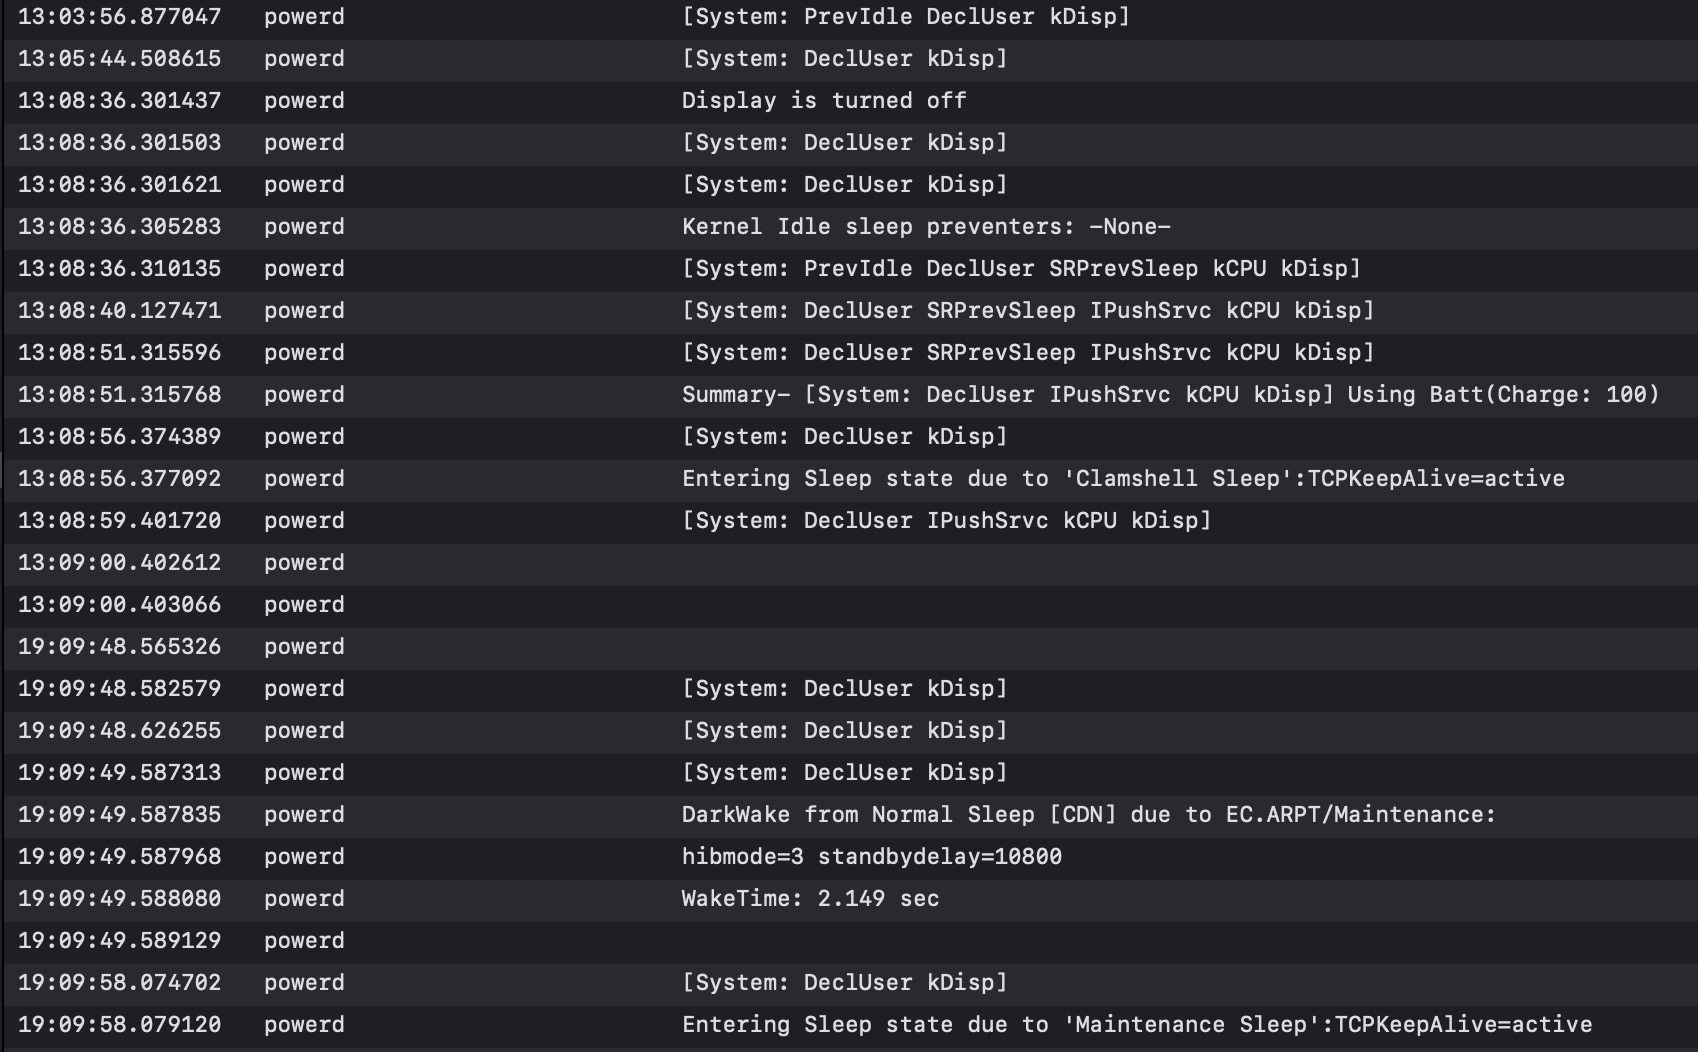 13:03:56.877047 powerd [System: PrevIdle DeclUser kDisp]
13:05:44.508615 powerd [System: DeclUser kDisp]
13:08:36.301437 powerd Display is turned off
13:08:36.301503 powerd [System: DeclUser kDisp]
13:08:36.301621 powerd [System: DeclUser kDisp]
13:08:36.305283 powerd Kernel Idle sleep preventers: -None-
13:08:36.310135 powerd [System: PrevIdle DeclUser SRPrevSleep kCPU kDisp]
13:08:40.127471 powerd [System: DeclUser SRPrevSleep IPushSrvc kCPU kDisp]
13:08:51.315596 powerd [System: DeclUser SRPrevSleep IPushSrvc kCPU kDisp]
13:08:51.315768 powerd Summary- [System: DeclUser IPushSrvc kCPU kDisp] Using Batt(Charge: 100)
13:08:56.374389 powerd [System: DeclUser kDisp]
13:08:56.377092 powerd Entering Sleep state due to 'Clamshell Sleep':TCPKeepAlive=active
13:08:59.401720 powerd [System: DeclUser IPushSrvc kCPU kDisp]
13:09:00.402612 powerd
13:09:00.403066 powerd
19:09:48.565326 powerd
19:09:48.582579 powerd [System: DeclUser kDisp]
19:09:48.626255 powerd [System: DeclUser kDisp]
19:09:49.587313 powerd [System: DeclUser kDisp]
19:09:49.587835 powerd DarkWake from Normal Sleep [CDN] due to EC.ARPT/Maintenance:
19:09:49.587968 powerd hibmode=3 standbydelay=10800
19:09:49.588080 powerd WakeTime: 2.149 sec
19:09:49.589129 powerd
19:09:58.074702 powerd [System: DeclUser kDisp]
19:09:58.079120 powerd Entering Sleep state due to 'Maintenance Sleep':TCPKeepAlive=active